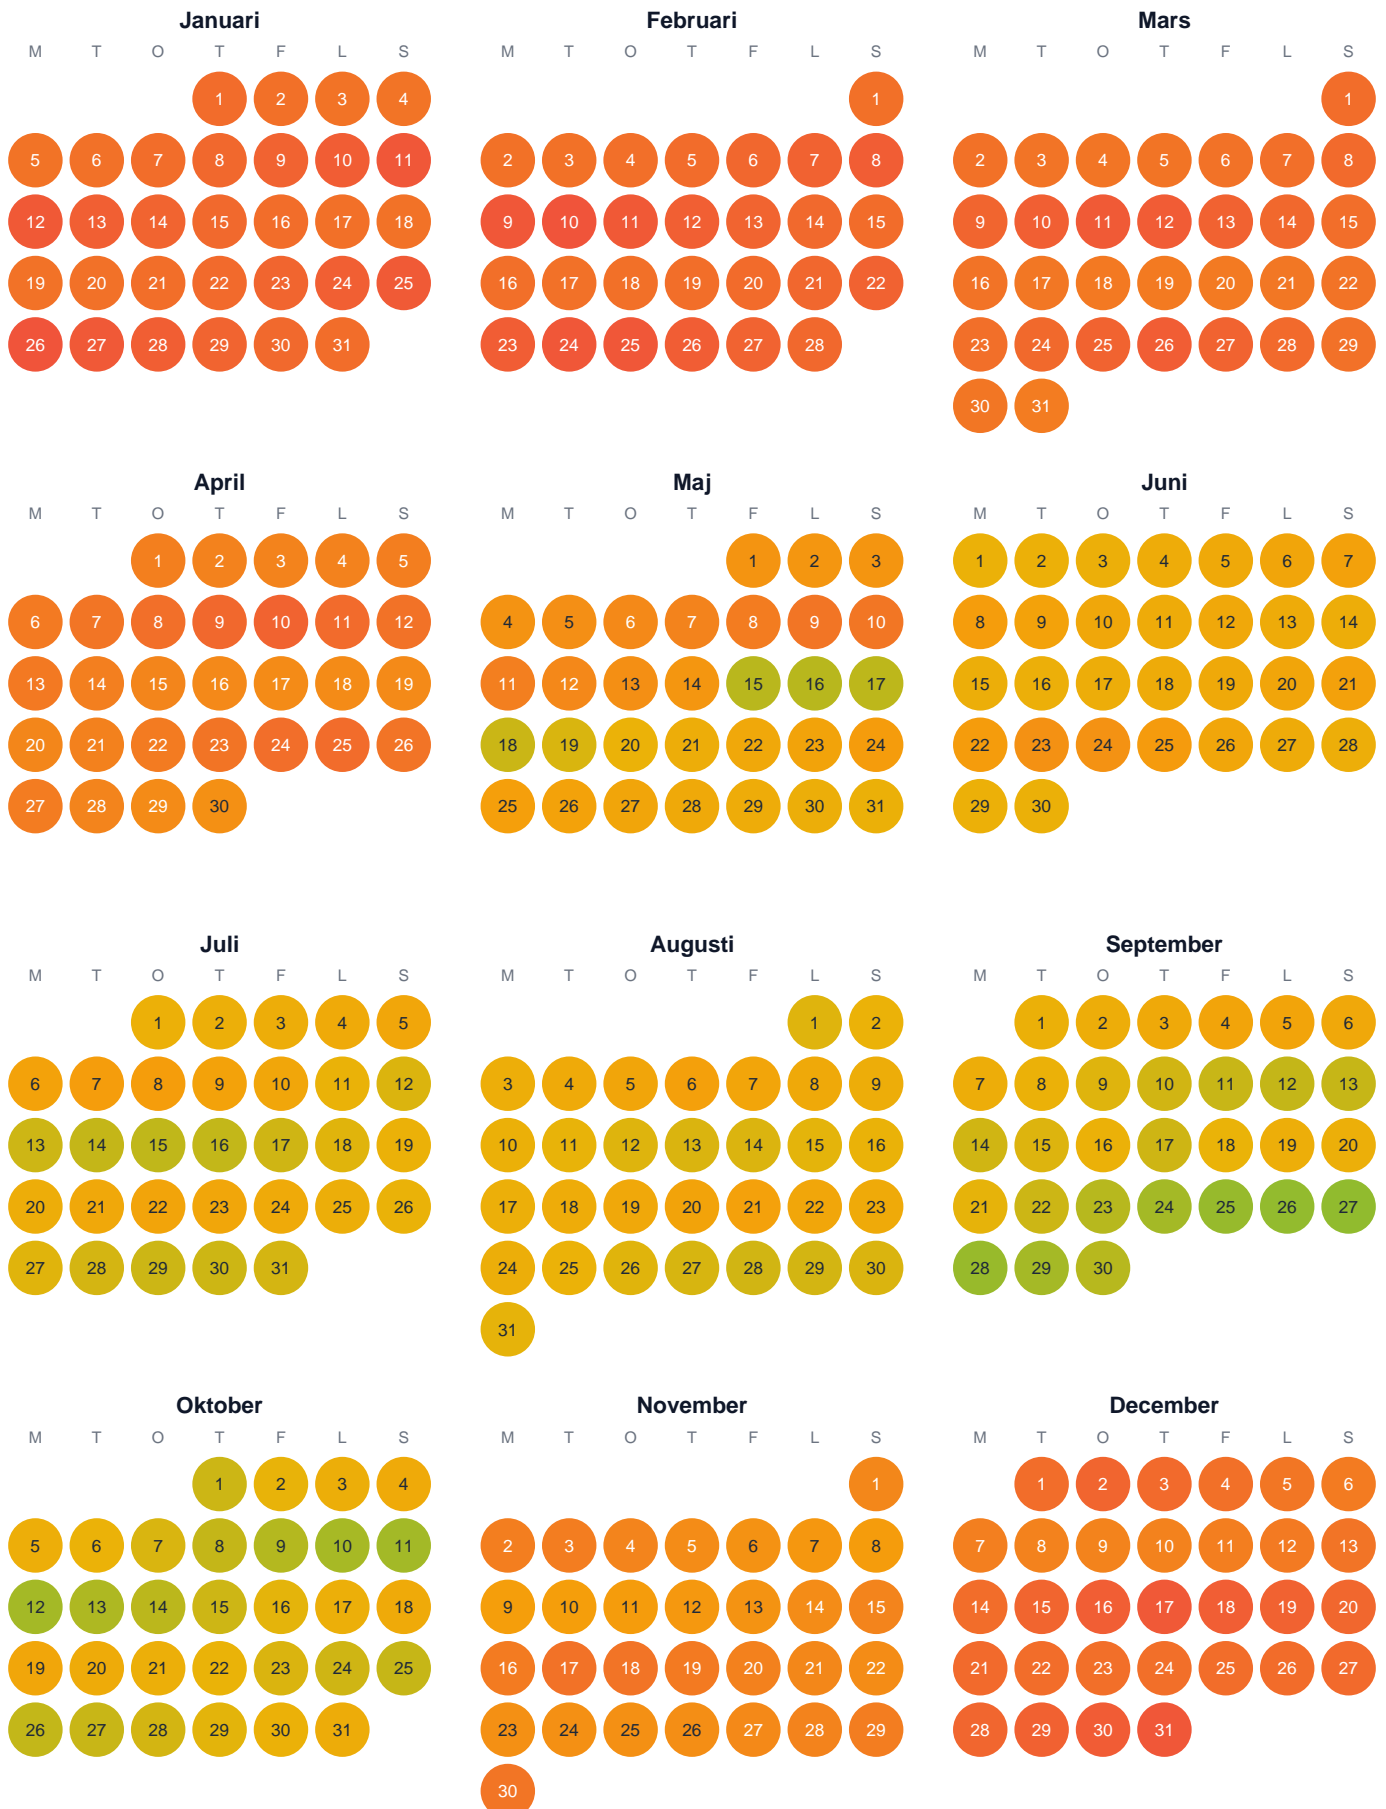 Januari Februari Mars
M T O T F L S M T O T F L S M T O T F L S
1 2 3 4 1 1
5 6 7 8 9 10 11 2 3 4 5 6 7 8 2 3 4 5 6 7 8
12 13 14 15 16 17 18 9 10 11 12 13 14 15 9 10 11 12 13 14 15
19 20 21 22 23 24 25 16 17 18 19 20 21 22 16 17 18 19 20 21 22
26 27 28 29 30 31 23 24 25 26 27 28 23 24 25 26 27 28 29
30 31
April Maj Juni
M T O T F L S M T O T F L S M T O T F L S
1 2 3 4 5 1 2 3 1 2 3 4 5 6 7
6 7 8 9 10 11 12 4 5 6 7 8 9 10 8 9 10 11 12 13 14
13 14 15 16 17 18 19 11 12 13 14 15 16 17 15 16 17 18 19 20 21
20 21 22 23 24 25 26 18 19 20 21 22 23 24 22 23 24 25 26 27 28
27 28 29 30 25 26 27 28 29 30 31 29 30
Juli Augusti September
M T O T F L S M T O T F L S M T O T F L S
1 2 3 4 5 1 2 1 2 3 4 5 6
6 7 8 9 10 11 12 3 4 5 6 7 8 9 7 8 9 10 11 12 13
13 14 15 16 17 18 19 10 11 12 13 14 15 16 14 15 16 17 18 19 20
20 21 22 23 24 25 26 17 18 19 20 21 22 23 21 22 23 24 25 26 27
27 28 29 30 31 24 25 26 27 28 29 30 28 29 30
31
Oktober November December
M T O T F L S M T O T F L S M T O T F L S
1 2 3 4 1 1 2 3 4 5 6
5 6 7 8 9 10 11 2 3 4 5 6 7 8 7 8 9 10 11 12 13
12 13 14 15 16 17 18 9 10 11 12 13 14 15 14 15 16 17 18 19 20
19 20 21 22 23 24 25 16 17 18 19 20 21 22 21 22 23 24 25 26 27
26 27 28 29 30 31 23 24 25 26 27 28 29 28 29 30 31
30